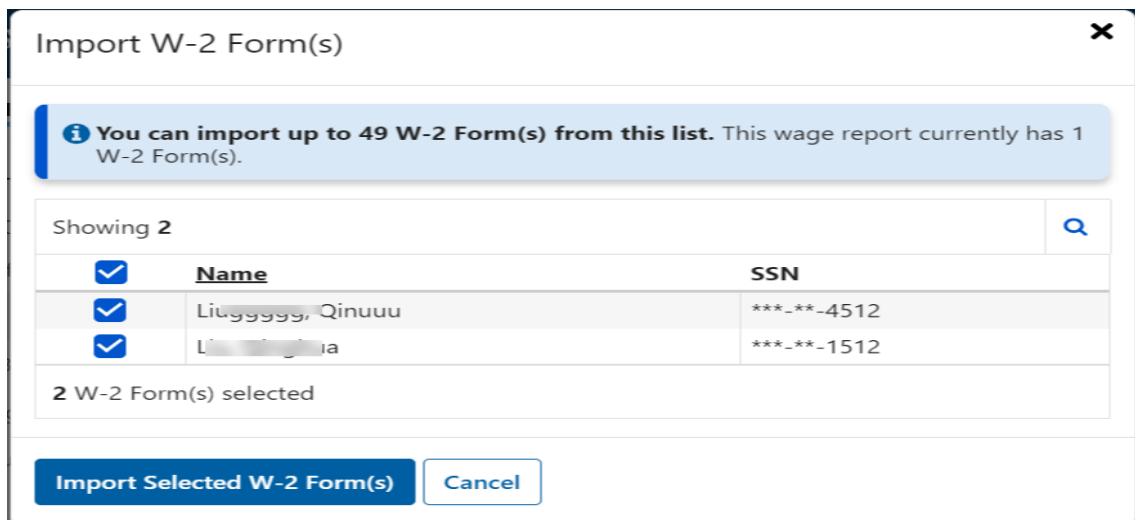 Import W-2 Form(s)
You can import up to 49 W-2 Form(s) from this list. This wage report currently has 1
W-2 Form(s).
Showing 2
Name SSN
Qinuuu ***-**-4512
***-**-1512
2 W-2 Form(s) selected
Import Selected W-2 Form(s) Cancel